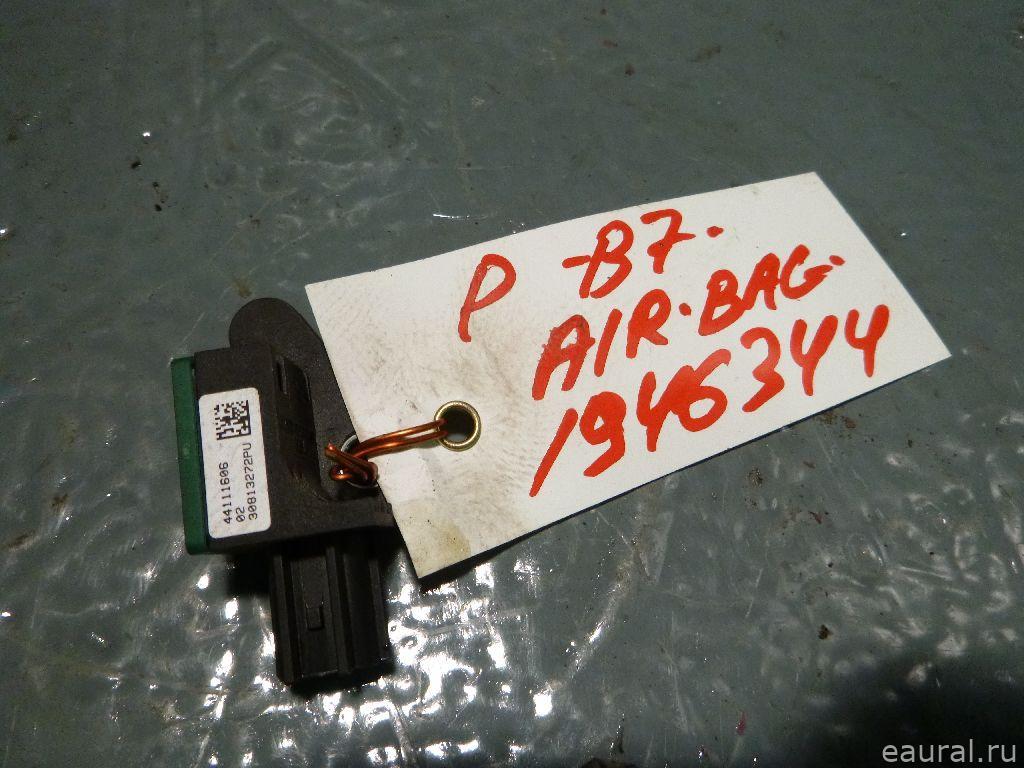 P -B7.
AIR·BAG.
1946344
44111606
02
30813272PU
eaural.ru